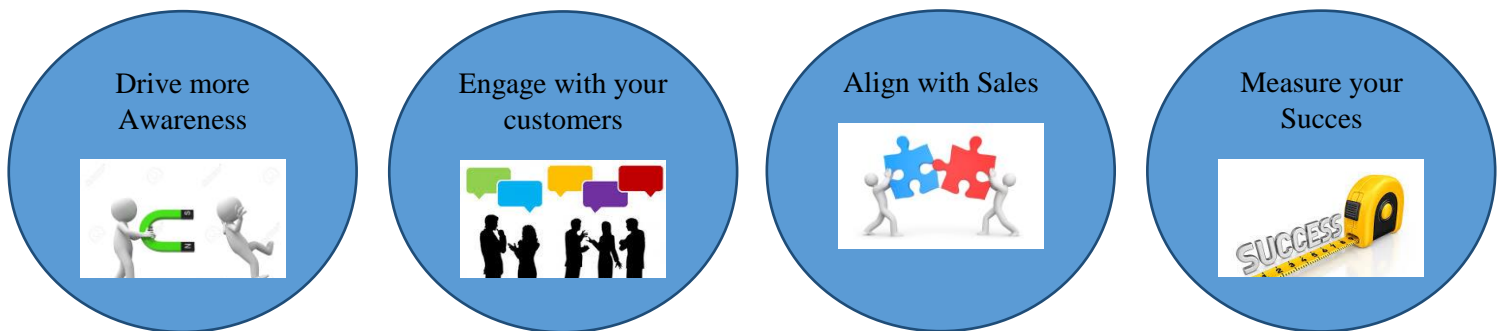 Drive more
Awareness
Engage with your
customers
Align with Sales
Measure your
Succes
S
N
SUCCESS